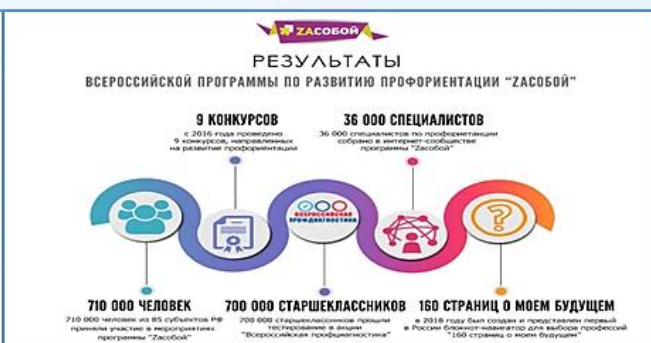 ZАСОБОЙ
РЕЗУЛЬТАТЫ
ВСЕРОССИЙСКОЙ ПРОГРАММЫ ПО РАЗВИТИЮ ПРОФОРИЕНТАЦИИ "ZАСОБОЙ"
9 КОНКУРСОВ
с 2016 года проведено
9 конкурсов, направленных
на развитие профориентации
36 000 СПЕЦИАЛИСТОВ
36 000 специалистов по профориетанции
собрано в интернет-сообществе
программы "Zасобой"
ВСЕРОССИЙСКАЯ
ПРОФДИАГНОСТИКА
710 000 ЧЕЛОВЕК
710 000 человек из 85 субъектов РФ
приняли участие в мероприятиях
программы "Zасобой"
700 000 СТАРШЕКЛАССНИКОВ
700 000 старшеклассников прошли
тестирование в акции
"Всероссийская профдиагностика"
160 СТРАНИЦ О МОЕМ БУДУЩЕМ
в 2018 году был создан и представлен первый
в России блокнот-навигатор для выбора профессий
"160 страниц о моем будущем"